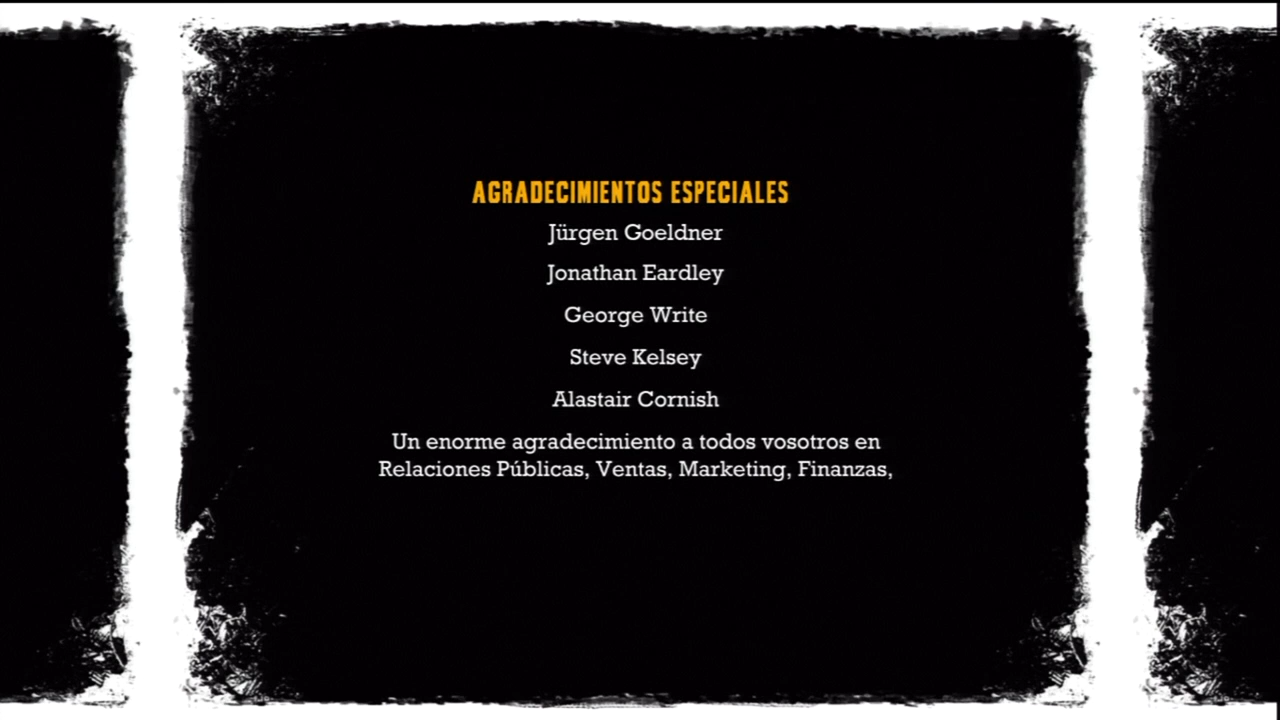 AGRADECIMIENTOS ESPECIALES
Jürgen Goeldner
Jonathan Eardley
George Write
Steve Kelsey
Alastair Cornish
Un enorme agradecimiento a todos vosotros en
Relaciones Públicas, Ventas, Marketing, Finanzas,